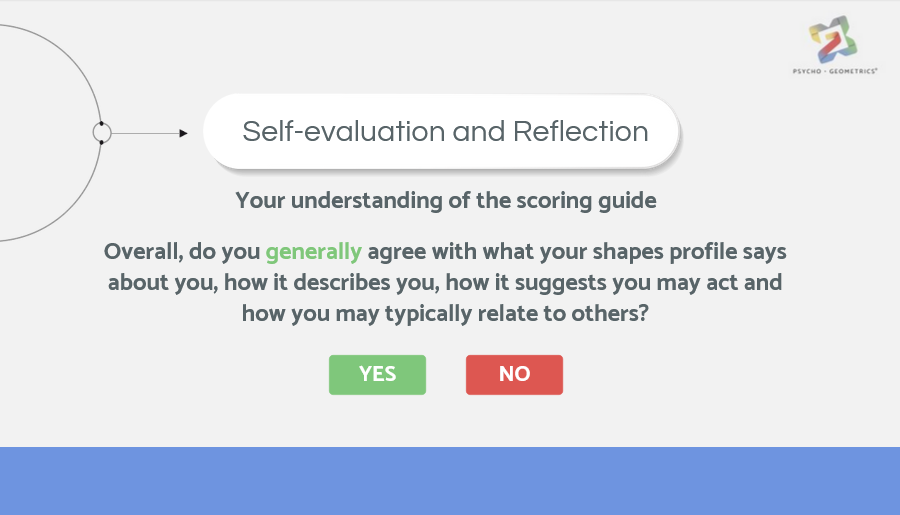 PSYCHO - GEOMETRICS™
Self-evaluation and Reflection
Your understanding of the scoring guide
Overall, do you generally agree with what your shapes profile says
about you, how it describes you, how it suggests you may act and
how you may typically relate to others?
YES NO